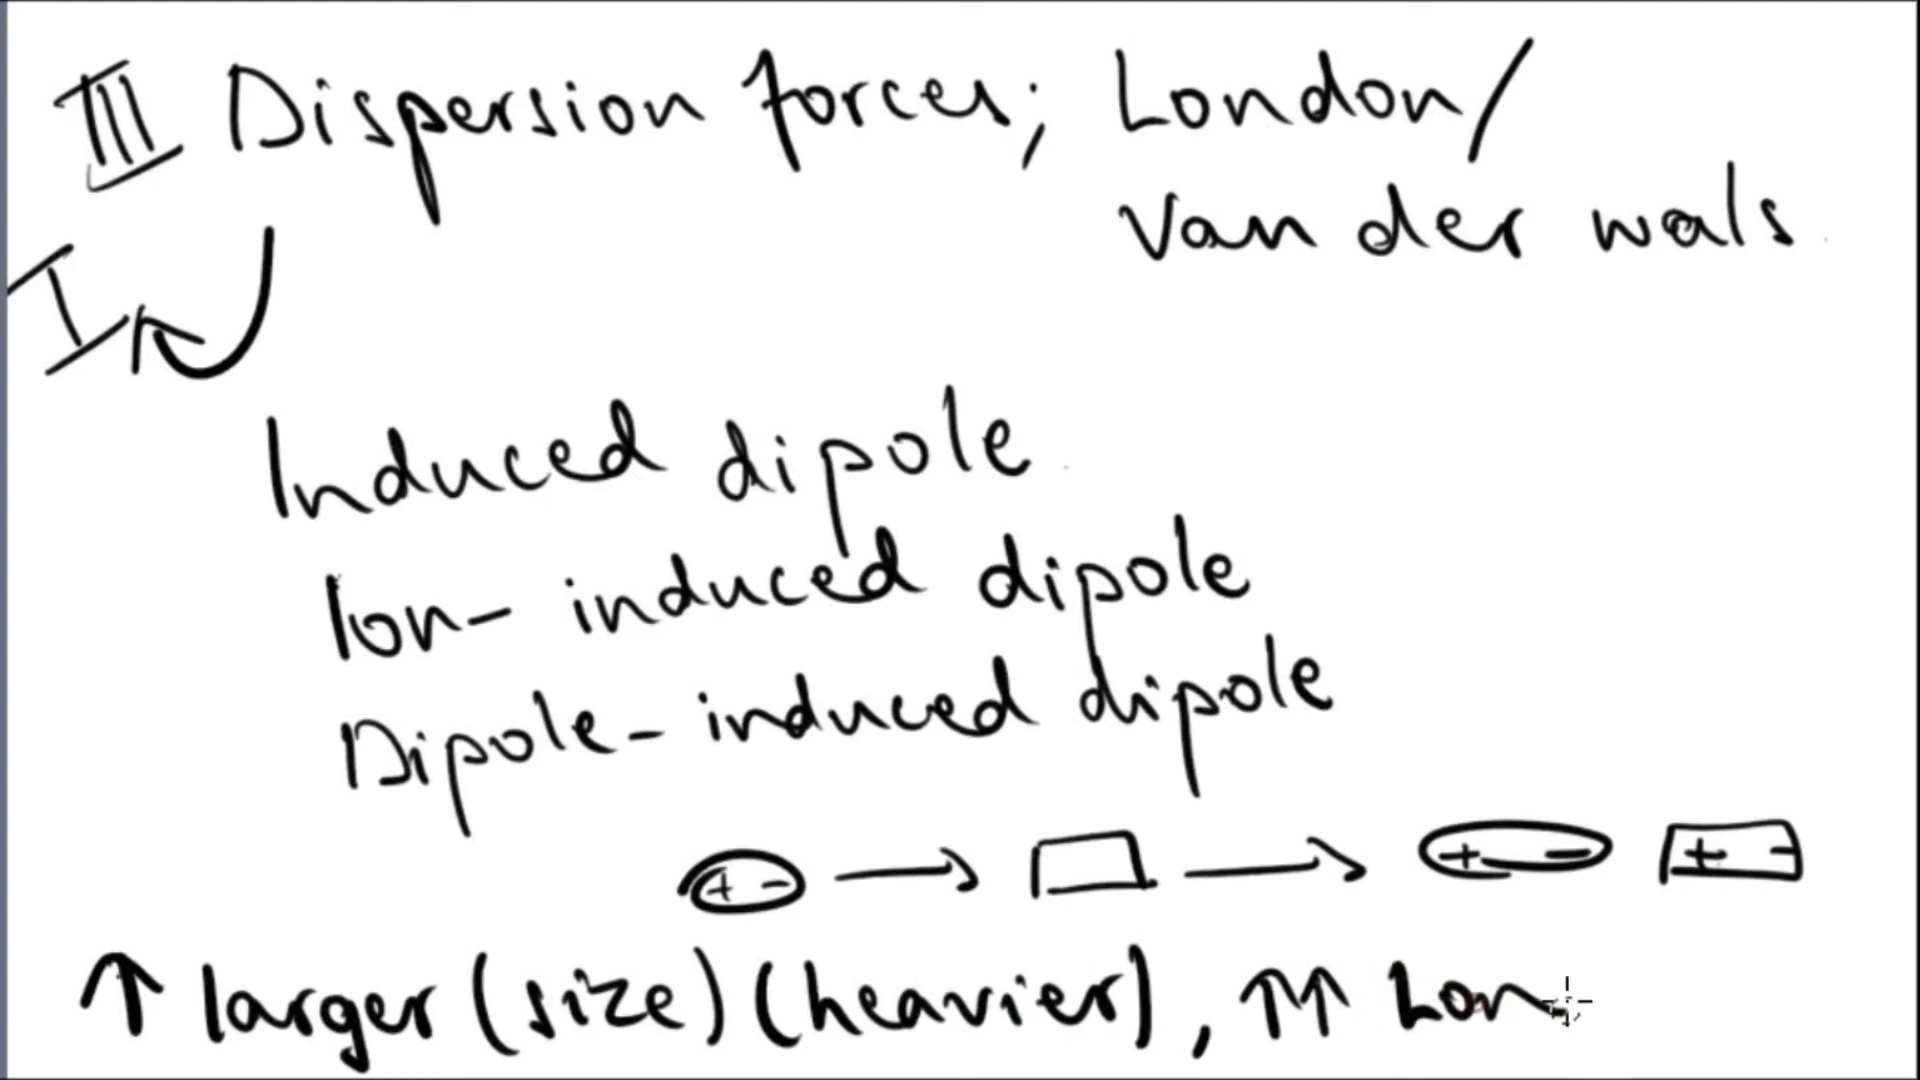 III Dispersion forces; London/
Van der wals
I
Induced dipole
Ion- induced dipole
Dipole- induced dipole
+ - → → + - + -
↑ larger (size) (heavier), ↑↑ Lon